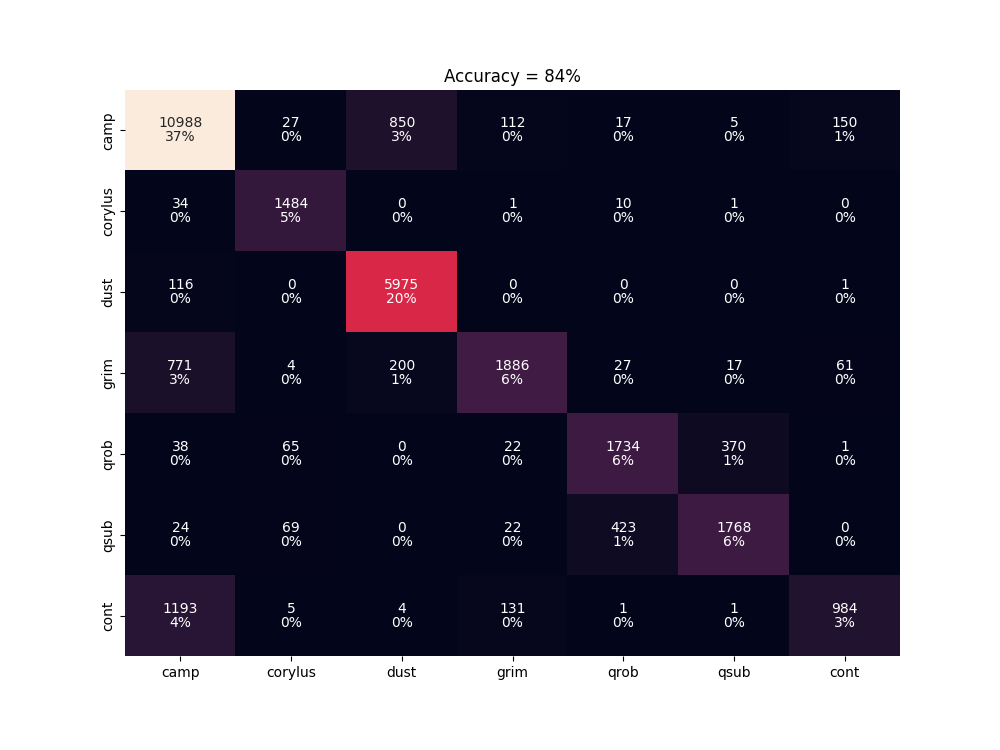 Accuracy = 84%
camp
10988 27 850 112 17 5 150
37% 0% 3% 0% 0% 0% 1%
corylus
34 1484 0 1 10 1 0
0% 5% 0% 0% 0% 0% 0%
dust
116 0 5975 0 0 0 1
0% 0% 20% 0% 0% 0% 0%
grim
771 4 200 1886 27 17 61
3% 0% 1% 6% 0% 0% 0%
qrob
38 65 0 22 1734 370 1
0% 0% 0% 0% 6% 1% 0%
qsub
24 69 0 22 423 1768 0
0% 0% 0% 0% 1% 6% 0%
cont
1193 5 4 131 1 1 984
4% 0% 0% 0% 0% 0% 3%
camp corylus dust grim qrob qsub cont